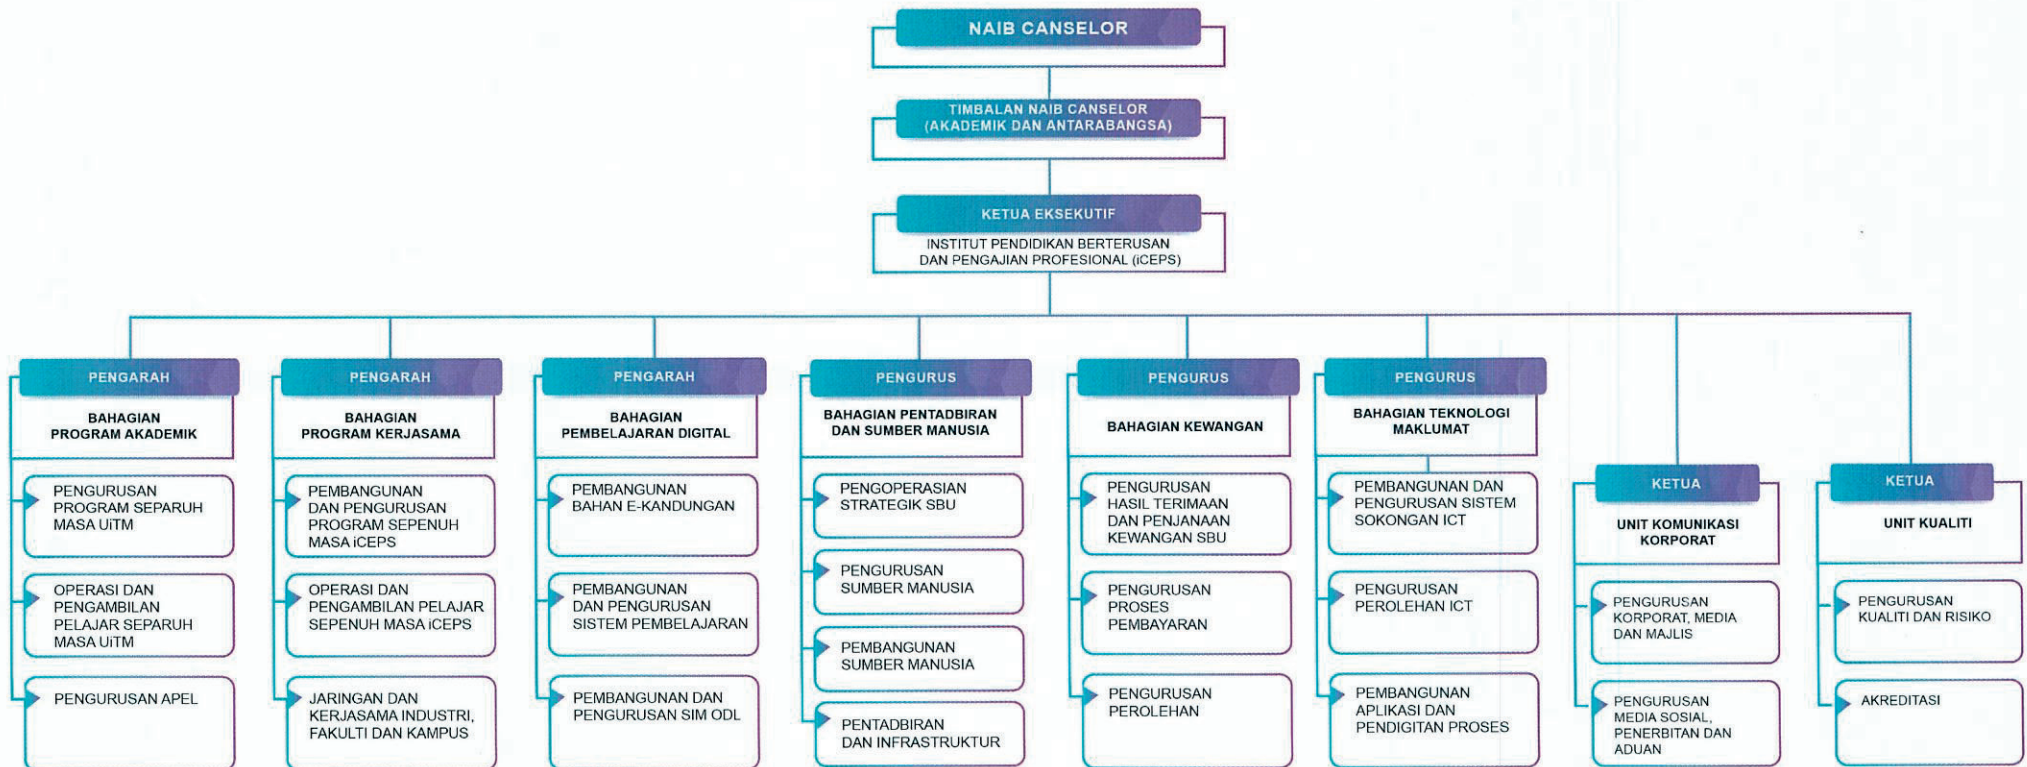 NAIB CANSELOR
TIMBALAN NAIB CANSELOR
(AKADEMIK DAN ANTARABANGSA)
KETUA EKSEKUTIF
INSTITUT PENDIDIKAN BERTERUSAN
DAN PENGAJIAN PROFESIONAL (iCEPS)
PENGARAH
BAHAGIAN
PROGRAM AKADEMIK
PENGURUSAN
PROGRAM SEPARUH
MASA UiTM
OPERASI DAN
PENGAMBILAN
PELAJAR SEPARUH
MASA UiTM
PENGURUSAN APEL
PENGARAH
BAHAGIAN
PROGRAM KERJASAMA
PEMBANGUNAN
DAN PENGURUSAN
PROGRAM SEPENUH
MASA iCEPS
OPERASI DAN
PENGAMBILAN PELAJAR
SEPENUH MASA iCEPS
JARINGAN DAN
KERJASAMA INDUSTRI,
FAKULTI DAN KAMPUS
PENGARAH
BAHAGIAN
PEMBELAJARAN DIGITAL
PEMBANGUNAN
BAHAN E-KANDUNGAN
PEMBANGUNAN
DAN PENGURUSAN
SISTEM PEMBELAJARAN
PEMBANGUNAN DAN
PENGURUSAN SIM ODL
PENGURUS
BAHAGIAN PENTADBIRAN
DAN SUMBER MANUSIA
PENGOPERASIAN
STRATEGIK SBU
PENGURUSAN
SUMBER MANUSIA
PEMBANGUNAN
SUMBER MANUSIA
PENTADBIRAN
DAN INFRASTRUKTUR
PENGURUS
BAHAGIAN KEWANGAN
PENGURUSAN
HASIL TERIMAAN
DAN PENJANAAN
KEWANGAN SBU
PENGURUSAN
PROSES
PEMBAYARAN
PENGURUSAN
PEROLEHAN
PENGURUS
BAHAGIAN TEKNOLOGI
MAKLUMAT
PEMBANGUNAN DAN
PENGURUSAN SISTEM
SOKONGAN ICT
PENGURUSAN
PEROLEHAN ICT
PEMBANGUNAN
APLIKASI DAN
PENDIGITAN PROSES
KETUA
UNIT KOMUNIKASI
KORPORAT
PENGURUSAN
KORPORAT, MEDIA
DAN MAJLIS
PENGURUSAN
MEDIA SOSIAL,
PENERBITAN DAN
ADUAN
KETUA
UNIT KUALITI
PENGURUSAN
KUALITI DAN RISIKO
AKREDITASI